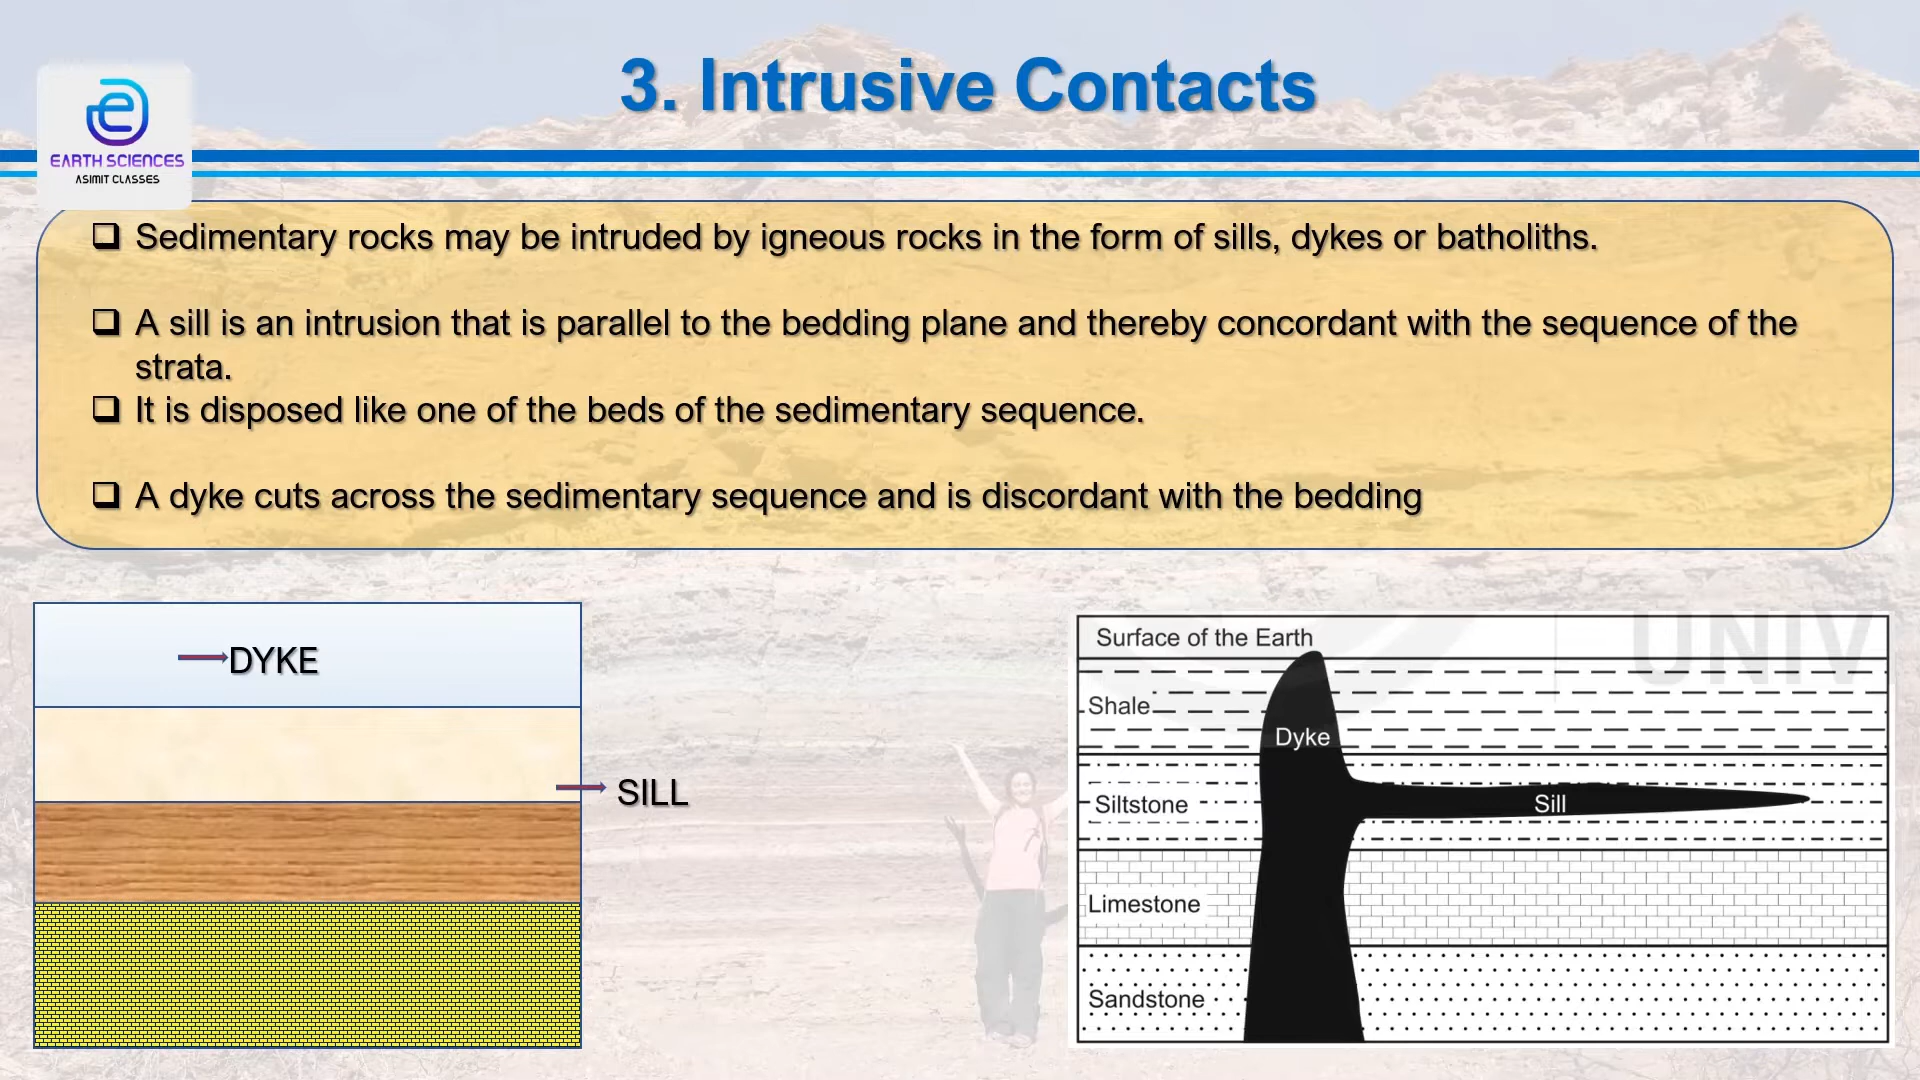 3. Intrusive Contacts
EARTH SCIENCES
ASIMIT CLASSES
Sedimentary rocks may be intruded by igneous rocks in the form of sills, dykes or batholiths.
A sill is an intrusion that is parallel to the bedding plane and thereby concordant with the sequence of the
strata.
It is disposed like one of the beds of the sedimentary sequence.
A dyke cuts across the sedimentary sequence and is discordant with the bedding
DYKE
SILL
Surface of the Earth
UNIV
Shale
Dyke
Siltstone
Sill
Limestone
Sandstone